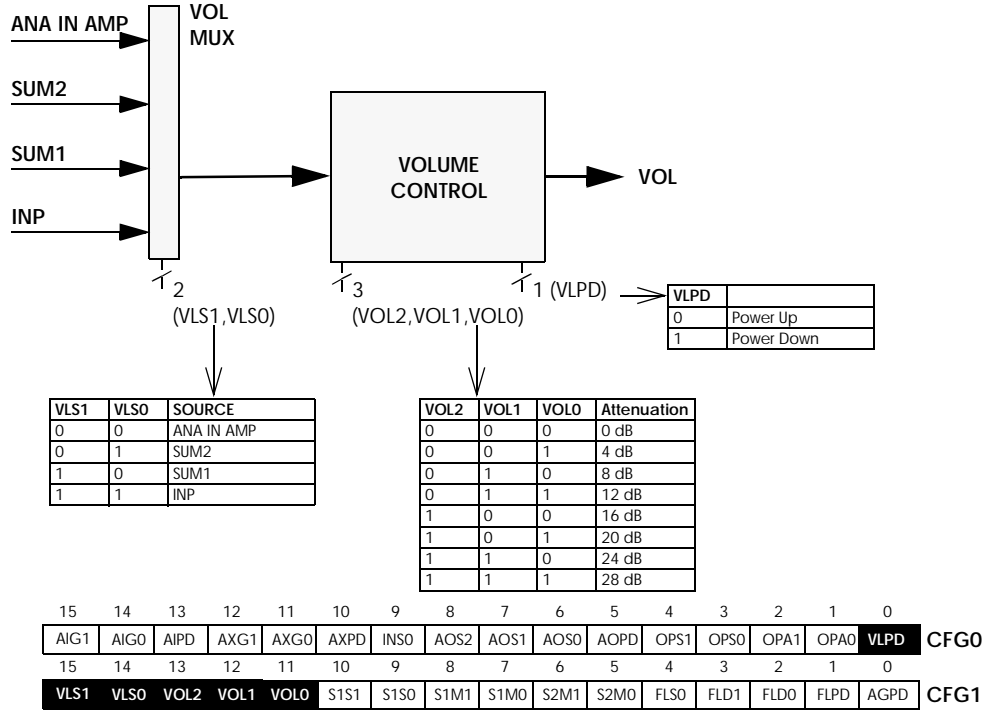 ANA IN AMP
VOL
MUX
SUM2
SUM1
INP
VOLUME
CONTROL
VOL
2
(VLS1,VLS0)
3
(VOL2,VOL1,VOL0)
1 (VLPD)
VLPD
0 Power Up
1 Power Down
VLS1 VLS0 SOURCE
0 0 ANA IN AMP
0 1 SUM2
1 0 SUM1
1 1 INP
VOL2 VOL1 VOL0 Attenuation
0 0 0 0 dB
0 0 1 4 dB
0 1 0 8 dB
0 1 1 12 dB
1 0 0 16 dB
1 0 1 20 dB
1 1 0 24 dB
1 1 1 28 dB
15 14 13 12 11 10 9 8 7 6 5 4 3 2 1 0
AIG1 AIG0 AIPD AXG1 AXG0 AXPD INS0 AOS2 AOS1 AOS0 AOPD OPS1 OPS0 OPA1 OPA0 VLPD CFG0
15 14 13 12 11 10 9 8 7 6 5 4 3 2 1 0
VLS1 VLS0 VOL2 VOL1 VOL0 S1S1 S1S0 S1M1 S1M0 S2M1 S2M0 FLS0 FLD1 FLD0 FLPD AGPD CFG1